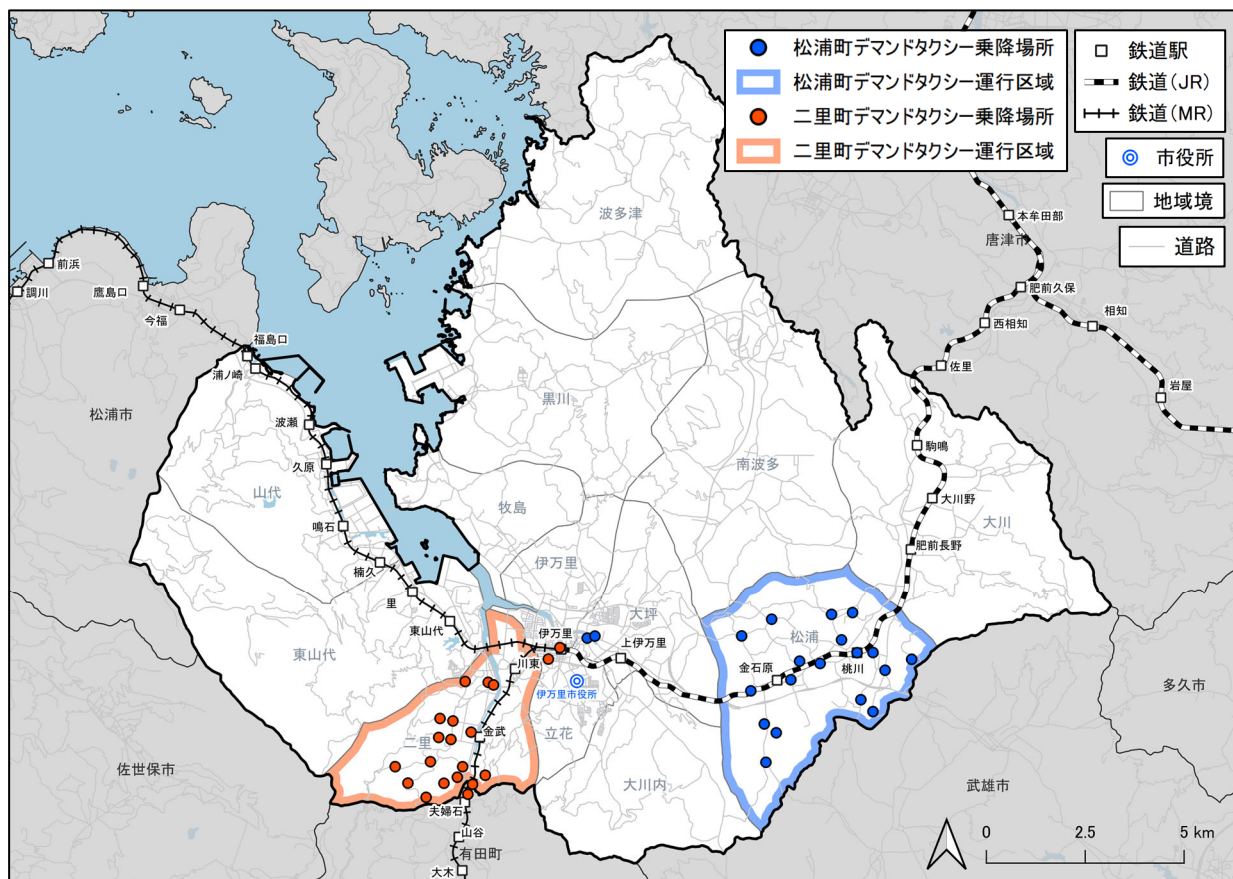 松浦町デマンドタクシー乗降場所
松浦町デマンドタクシー運行区域
二里町デマンドタクシー乗降場所
二里町デマンドタクシー運行区域
鉄道駅
鉄道(JR)
鉄道(MR)
市役所
地域境
道路
波多津
本牟田部
唐津市
前浜
調川
鷹島口
肥前久保
今福
相知
西相知
福島口
佐里
浦ノ崎
岩屋
黒川
松浦市
波瀬
駒鳴
久原
南波多
山代
大川野
牧島
大川
鳴石
肥前長野
伊万里
楠久
里
大坪
東山代
伊万里
松浦
上伊万里
東山代
川東
金石原
桃川
伊万里市役所
多久市
金武
立花
二里
佐世保市
大川内
武雄市
夫婦石
山谷
有田町
大木
0
2.5
5 km